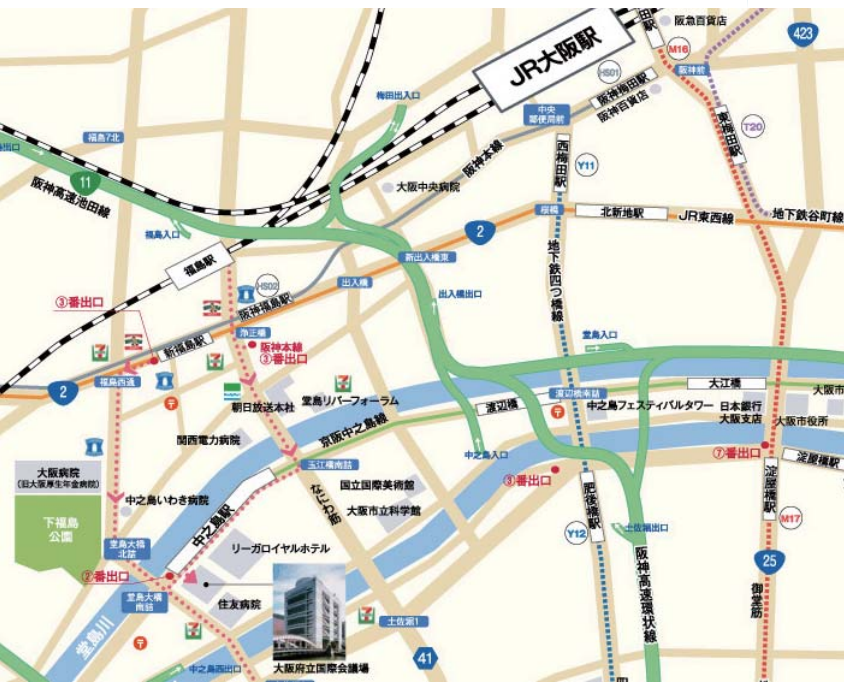 阪急百貨店
423
M16
JR大阪駅
HS01
阪神前
阪神梅田駅
阪神百貨店
梅田出入口
中央
郵便局前
東梅田駅
T20
福島7北
阪神本線
西梅田駅
Y11
11
阪神高速池田線
大阪中央病院
桜橋
北新地駅
JR東西線
地下鉄谷町線
福島入口
2
福島駅
新出入橋東
地下鉄四つ橋線
HS02
出入橋
出入橋出口
③番出口
阪神福島駅
浄正橋
新福島駅
阪神本線
③番出口
堂島入口
福島西通
2
朝日放送本社
堂島リバーフォーラム
大江橋
渡辺橋南詰
渡辺橋
中之島フェスティバルタワー
日本銀行
大阪支店
大阪市役所
京阪中之島線
関西電力病院
中之島入口
⑦番出口
淀屋橋駅
玉江橋南詰
大阪病院
(旧大阪厚生年金病院)
国立国際美術館
淀屋橋駅
中之島いわき病院
なにわ筋
大阪市立科学館
肥後橋駅
M17
下福島
公園
中之島駅
Y12
土佐堀出口
堂島大橋
北詰
リーガロイヤルホテル
阪神高速環状線
25
②番出口
堂島大橋
南詰
住友病院
御堂筋
土佐堀1
堂島川
41
中之島西出口
大阪府立国際会議場